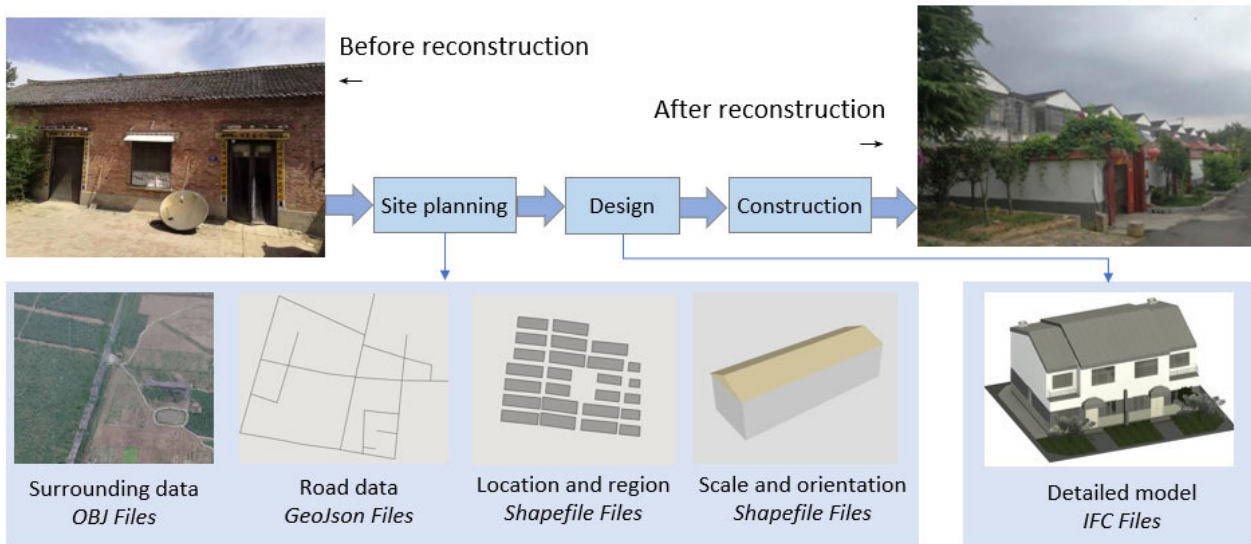 Before reconstruction
After reconstruction
Site planning
Design
Construction
Surrounding data
OBJ Files
Road data
GeoJson Files
Location and region
Shapefile Files
Scale and orientation
Shapefile Files
Detailed model
IFC Files